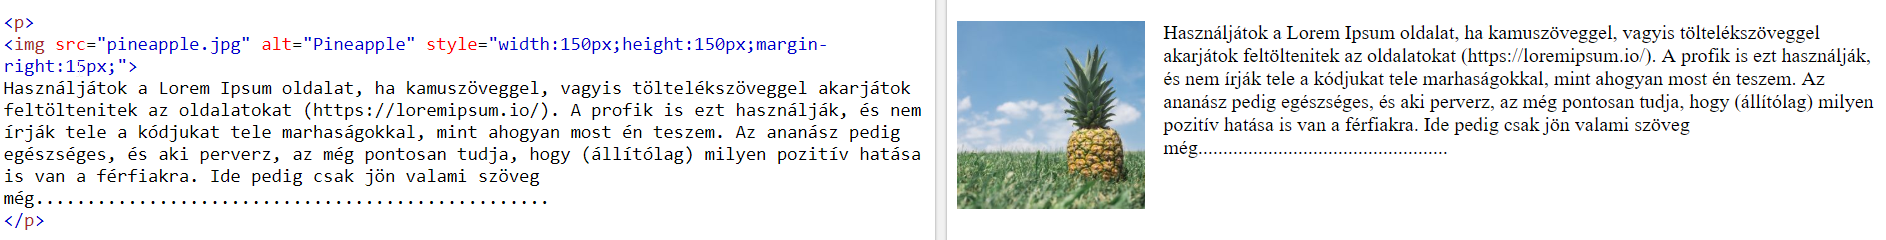 <p>
<img src="pineapple.jpg" alt="Pineapple" style="width:150px;height:150px;margin-
right:15px;">
Használjátok a Lorem Ipsum oldalat, ha kamuszöveggel, vagyis töltelékszöveggel akarjátok
feltöltenitek az oldalatokat (https://loremipsum.io/). A profik is ezt használják, és nem
írják tele a kódjukat tele marhaságokkal, mint ahogyan most én teszem. Az ananász pedig
egészséges, és aki perverz, az még pontosan tudja, hogy (állítólag) milyen pozitív hatása
is van a férfiakra. Ide pedig csak jön valami szöveg
még..................................................
</p>
Használjátok a Lorem Ipsum oldalat, ha kamuszöveggel, vagyis töltelékszöveggel
akarjátok feltöltenitek az oldalatokat (https://loremipsum.io/). A profik is ezt használják,
és nem írják tele a kódjukat tele marhaságokkal, mint ahogyan most én teszem. Az
ananász pedig egészséges, és aki perverz, az még pontosan tudja, hogy (állítólag) milyen
pozitív hatása is van a férfiakra. Ide pedig csak jön valami szöveg
még..................................................